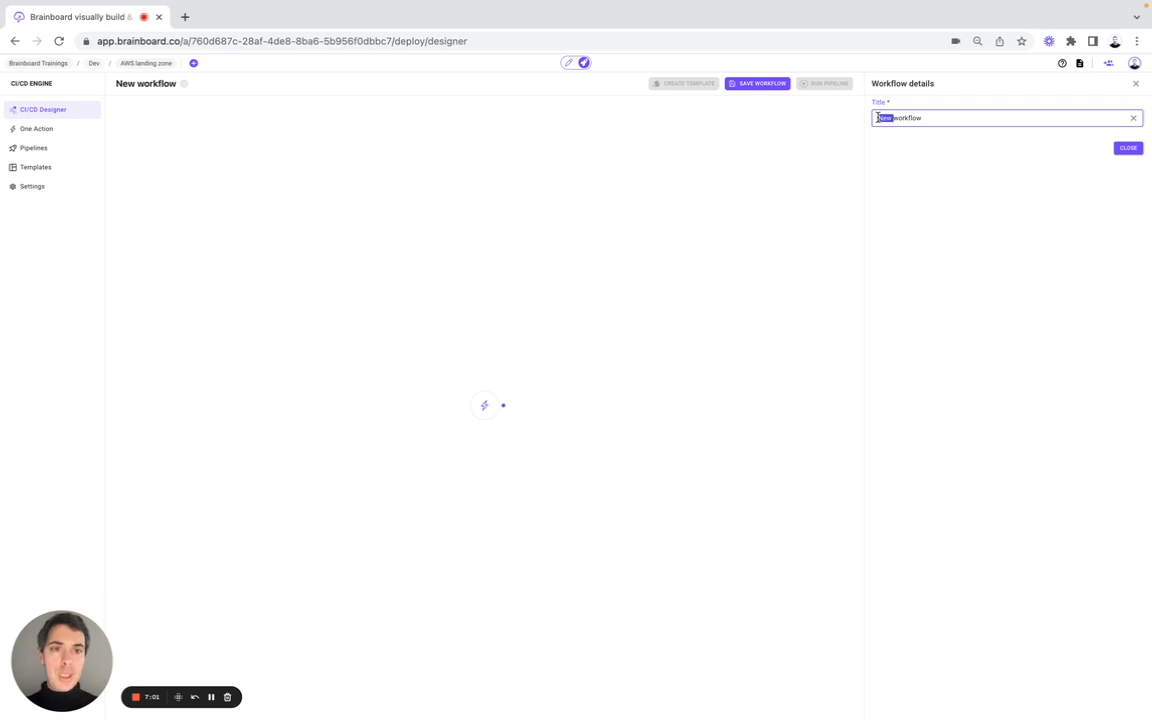 Brainboard visually build &
app.brainboard.co/a/760d687c-28af-4de8-8ba6-5b956f0dbbc7/deploy/designer
Brainboard Trainings / Dev / AWS landing zone
CI/CD ENGINE
CI/CD Designer
One Action
Pipelines
Templates
Settings
New workflow
CREATE TEMPLATE
SAVE WORKFLOW
RUN PIPELINE
Workflow details
Title *
New workflow
CLOSE
7:01